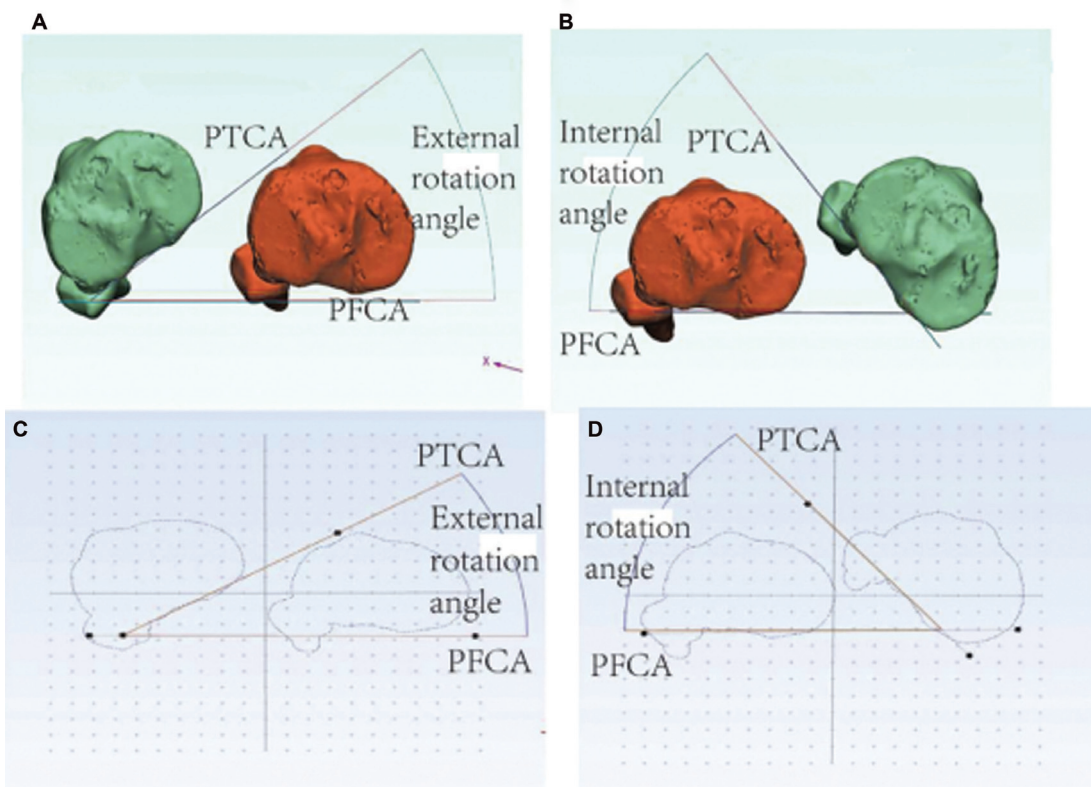 A
PTCA
External
rotation
angle
PFCA
X
B
Internal
rotation
angle
PTCA
PFCA
C
PTCA
External
rotation
angle
PFCA
D
PTCA
Internal
rotation
angle
PFCA